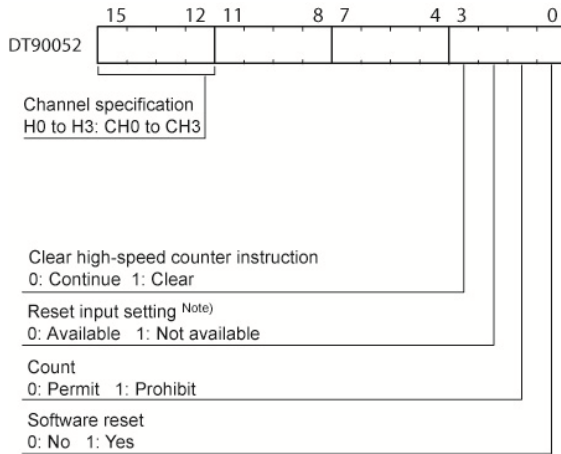 15 12 11 8 7 4 3 0
DT90052
Channel specification
H0 to H3: CH0 to CH3
Clear high-speed counter instruction
0: Continue 1: Clear
Reset input setting Note)
0: Available 1: Not available
Count
0: Permit 1: Prohibit
Software reset
0: No 1: Yes